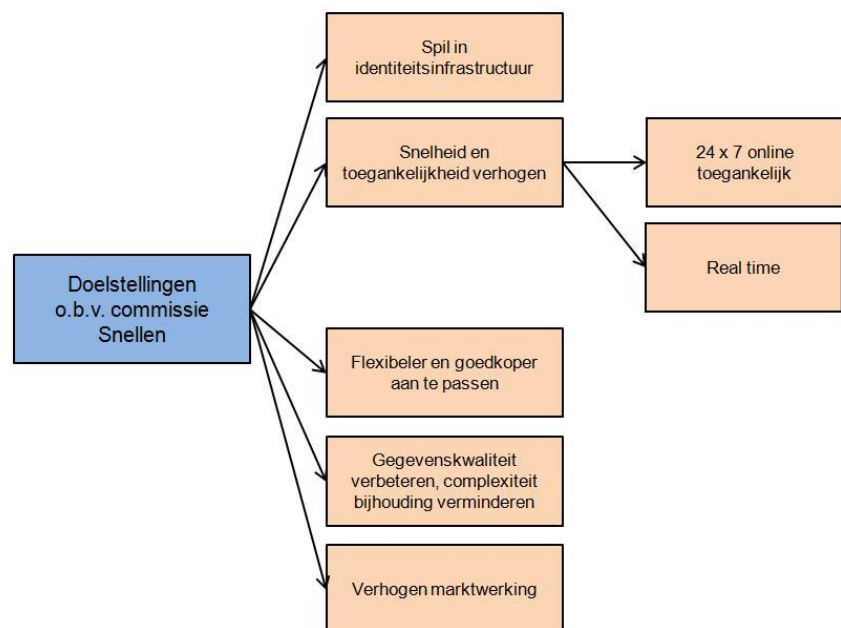 Spil in
identiteitsinfrastructuur
Snelheid en
toegankelijkheid verhogen
24 x 7 online
toegankelijk
Real time
Doelstellingen
o.b.v. commissie
Snellen
Flexibeler en goedkoper
aan te passen
Gegevenskwaliteit
verbeteren, complexiteit
bijhouding verminderen
Verhogen marktwerking